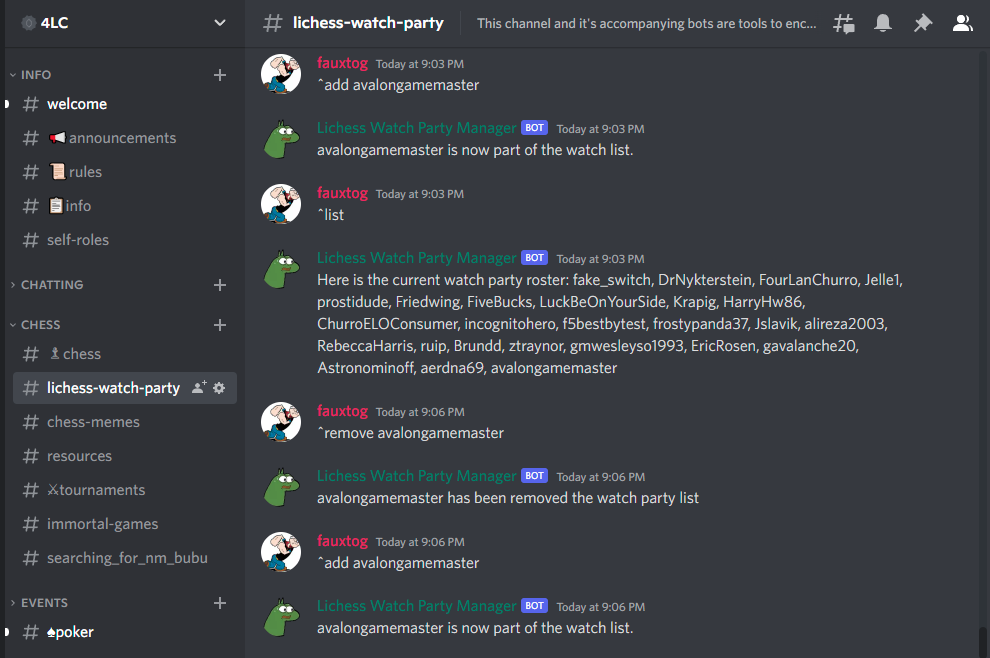 4LC
INFO
welcome
announcements
rules
info
self-roles
CHATTING
CHESS
chess
lichess-watch-party
chess-memes
resources
tournaments
immortal-games
searching_for_nm_bubu
EVENTS
poker
lichess-watch-party This channel and it's accompanying bots are tools to enc...
fauxtog Today at 9:03 PM
^add avalongamemaster
Lichess Watch Party Manager BOT Today at 9:03 PM
avalongamemaster is now part of the watch list.
fauxtog Today at 9:03 PM
^list
Lichess Watch Party Manager BOT Today at 9:03 PM
Here is the current watch party roster: fake_switch, DrNykterstein, FourLanChurro, Jelle1,
prostidude, Friedwing, FiveBucks, LuckBeOnYourSide, Krapig, HarryHw86,
ChurroELOConsumer, incognitohero, f5bestbytest, frostypanda37, Jslavik, alireza2003,
RebeccaHarris, ruip, Brundd, ztraynor, gmwesleyso1993, EricRosen, gavalanche20,
Astronominoff, aerdna69, avalongamemaster
fauxtog Today at 9:06 PM
^remove avalongamemaster
Lichess Watch Party Manager BOT Today at 9:06 PM
avalongamemaster has been removed the watch party list
fauxtog Today at 9:06 PM
^add avalongamemaster
Lichess Watch Party Manager BOT Today at 9:06 PM
avalongamemaster is now part of the watch list.